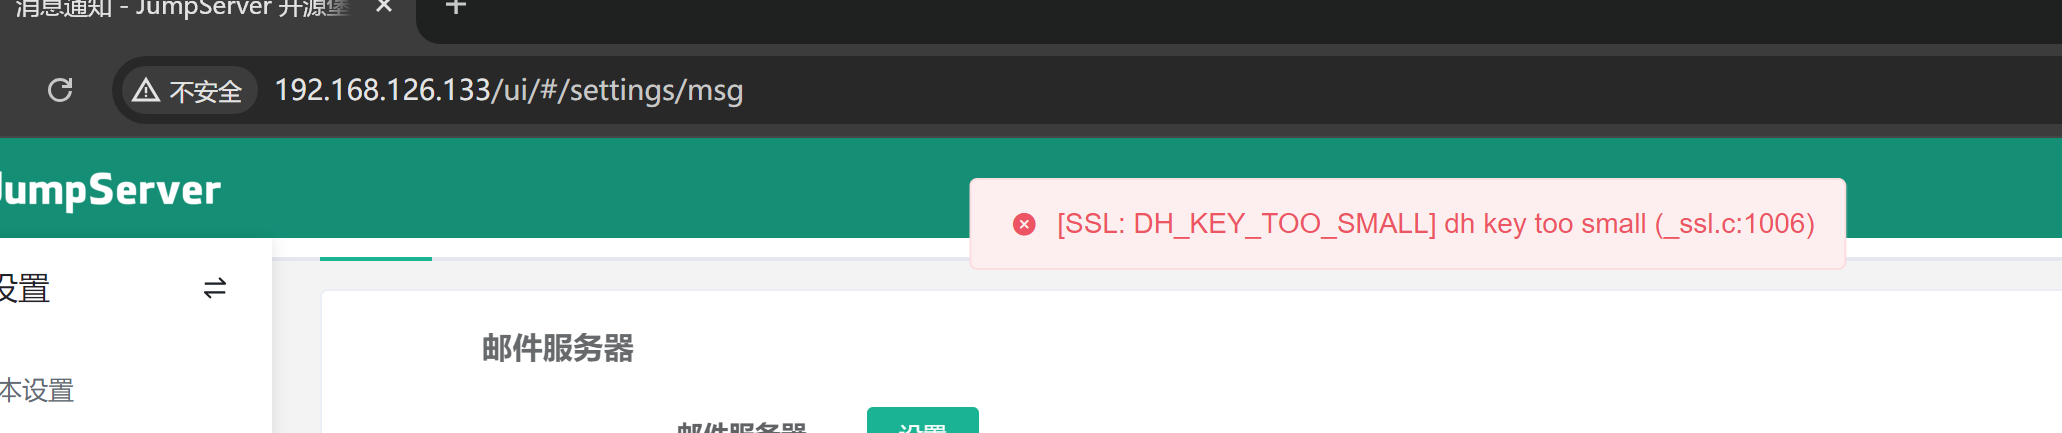 消息通知 - JumpServer 开源堡
不安全 192.168.126.133/ui/#/settings/msg
JumpServer
[SSL: DH_KEY_TOO_SMALL] dh key too small (_ssl.c:1006)
设置
邮件服务器
本设置
邮件服务器 设置